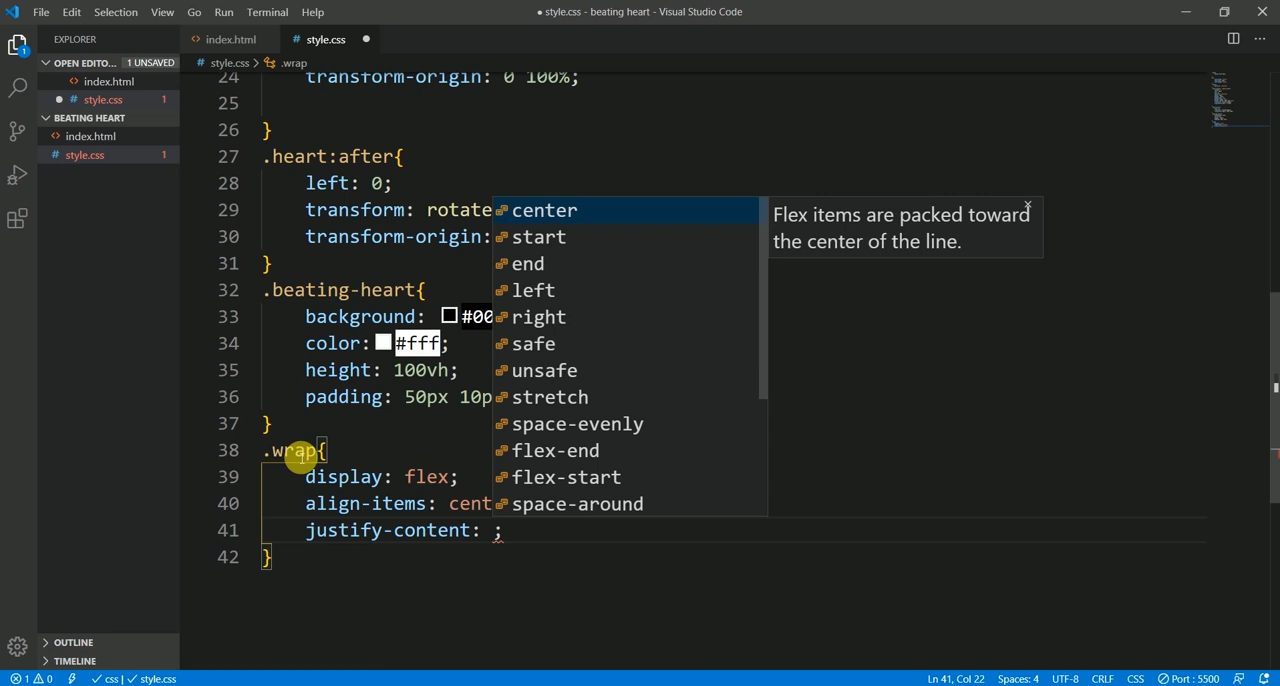 File Edit Selection View Go Run Terminal Help
● style.css - beating heart - Visual Studio Code
EXPLORER
index.html
# style.css ●
OPEN EDITO... 1 UNSAVED
# style.css > .wrap
<> index.html
● # style.css 1
BEATING HEART
<> index.html
# style.css 1
24 transform-origin: 0 100%;
25
26 }
27 .heart:after{
28 left: 0;
29 transform: rotate
30 transform-origin:
31 }
32 .beating-heart{
33 background: #00
34 color: #fff;
35 height: 100vh;
36 padding: 50px 10p
37 }
38 .wrap{
39 display: flex;
40 align-items: cent
41 justify-content: ;
42 }
center
start
end
left
right
safe
unsafe
stretch
space-evenly
flex-end
flex-start
space-around
Flex items are packed toward
the center of the line.
OUTLINE
TIMELINE
1 0 css | style.css
Ln 41, Col 22 Spaces: 4 UTF-8 CRLF CSS Port : 5500